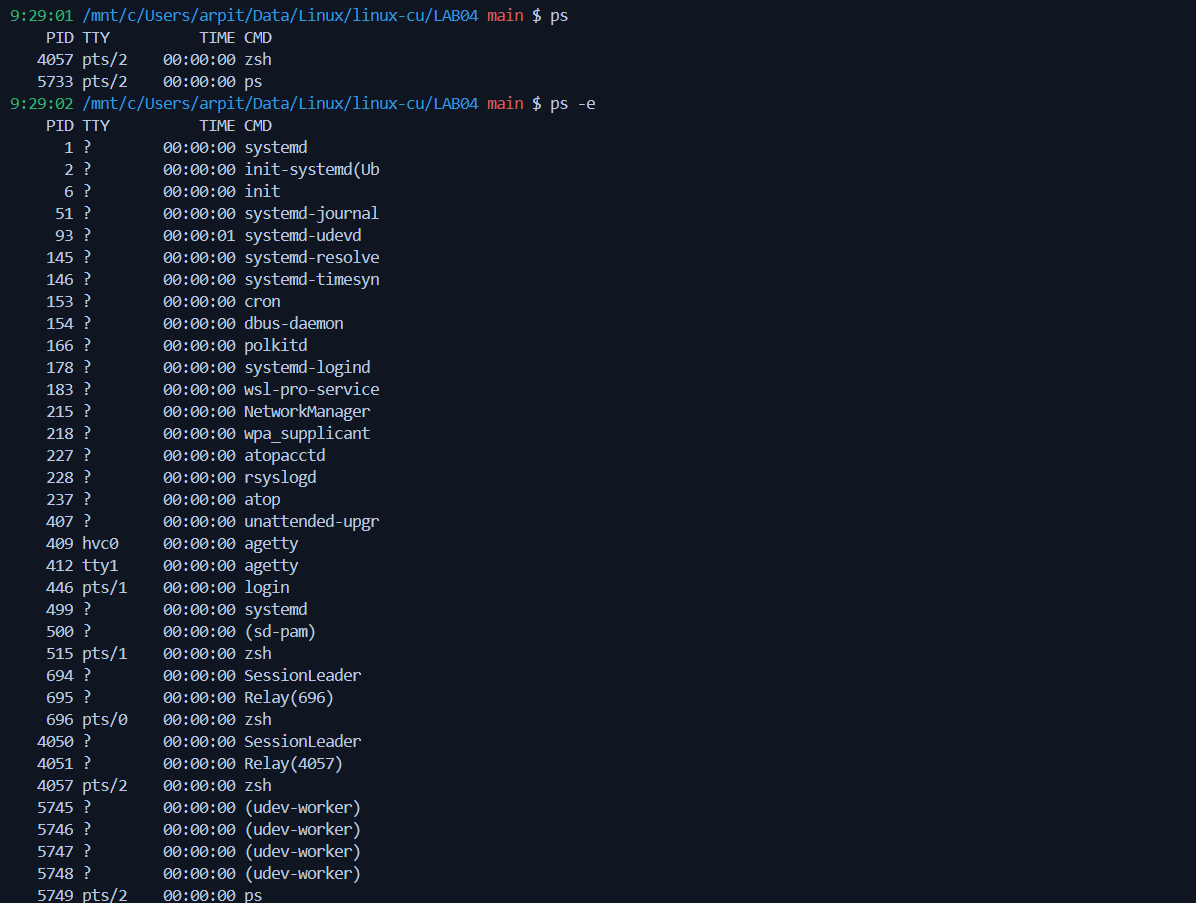 9:29:01 /mnt/c/Users/arpit/Data/Linux/linux-cu/LAB04 main $ ps
    PID TTY          TIME CMD
   4057 pts/2    00:00:00 zsh
   5733 pts/2    00:00:00 ps
9:29:02 /mnt/c/Users/arpit/Data/Linux/linux-cu/LAB04 main $ ps -e
    PID TTY          TIME CMD
      1 ?        00:00:00 systemd
      2 ?        00:00:00 init-systemd(Ub
      6 ?        00:00:00 init
     51 ?        00:00:00 systemd-journal
     93 ?        00:00:01 systemd-udevd
    145 ?        00:00:00 systemd-resolve
    146 ?        00:00:00 systemd-timesyn
    153 ?        00:00:00 cron
    154 ?        00:00:00 dbus-daemon
    166 ?        00:00:00 polkitd
    178 ?        00:00:00 systemd-logind
    183 ?        00:00:00 wsl-pro-service
    215 ?        00:00:00 NetworkManager
    218 ?        00:00:00 wpa_supplicant
    227 ?        00:00:00 atopacctd
    228 ?        00:00:00 rsyslogd
    237 ?        00:00:00 atop
    407 ?        00:00:00 unattended-upgr
    409 hvc0     00:00:00 agetty
    412 tty1     00:00:00 agetty
    446 pts/1    00:00:00 login
    499 ?        00:00:00 systemd
    500 ?        00:00:00 (sd-pam)
    515 pts/1    00:00:00 zsh
    694 ?        00:00:00 SessionLeader
    695 ?        00:00:00 Relay(696)
    696 pts/0    00:00:00 zsh
   4050 ?        00:00:00 SessionLeader
   4051 ?        00:00:00 Relay(4057)
   4057 pts/2    00:00:00 zsh
   5745 ?        00:00:00 (udev-worker)
   5746 ?        00:00:00 (udev-worker)
   5747 ?        00:00:00 (udev-worker)
   5748 ?        00:00:00 (udev-worker)
   5749 pts/2    00:00:00 ps